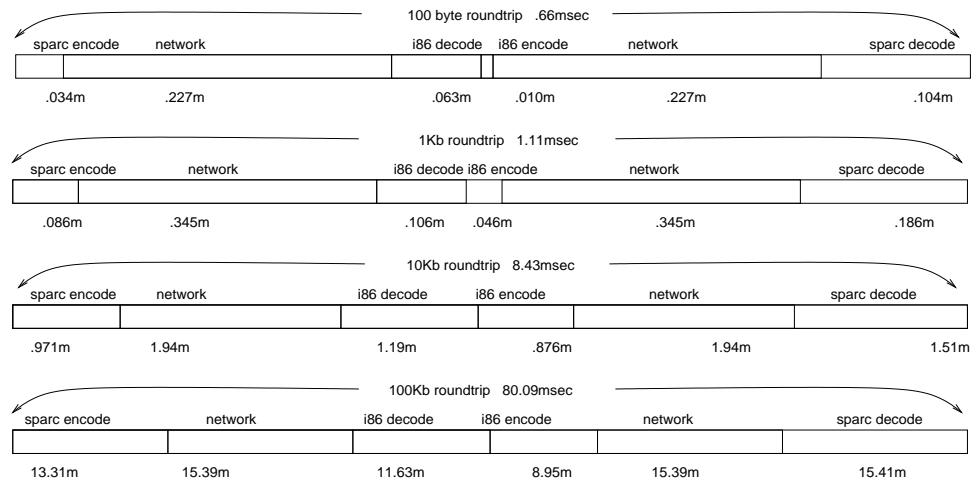 100 byte roundtrip .66msec
sparc encode network i86 decode i86 encode network sparc decode
.034m .227m .063m .010m .227m .104m
1Kb roundtrip 1.11msec
sparc encode network i86 decode i86 encode network sparc decode
.086m .345m .106m .046m .345m .186m
10Kb roundtrip 8.43msec
sparc encode network i86 decode i86 encode network sparc decode
.971m 1.94m 1.19m .876m 1.94m 1.51m
100Kb roundtrip 80.09msec
sparc encode network i86 decode i86 encode network sparc decode
13.31m 15.39m 11.63m 8.95m 15.39m 15.41m